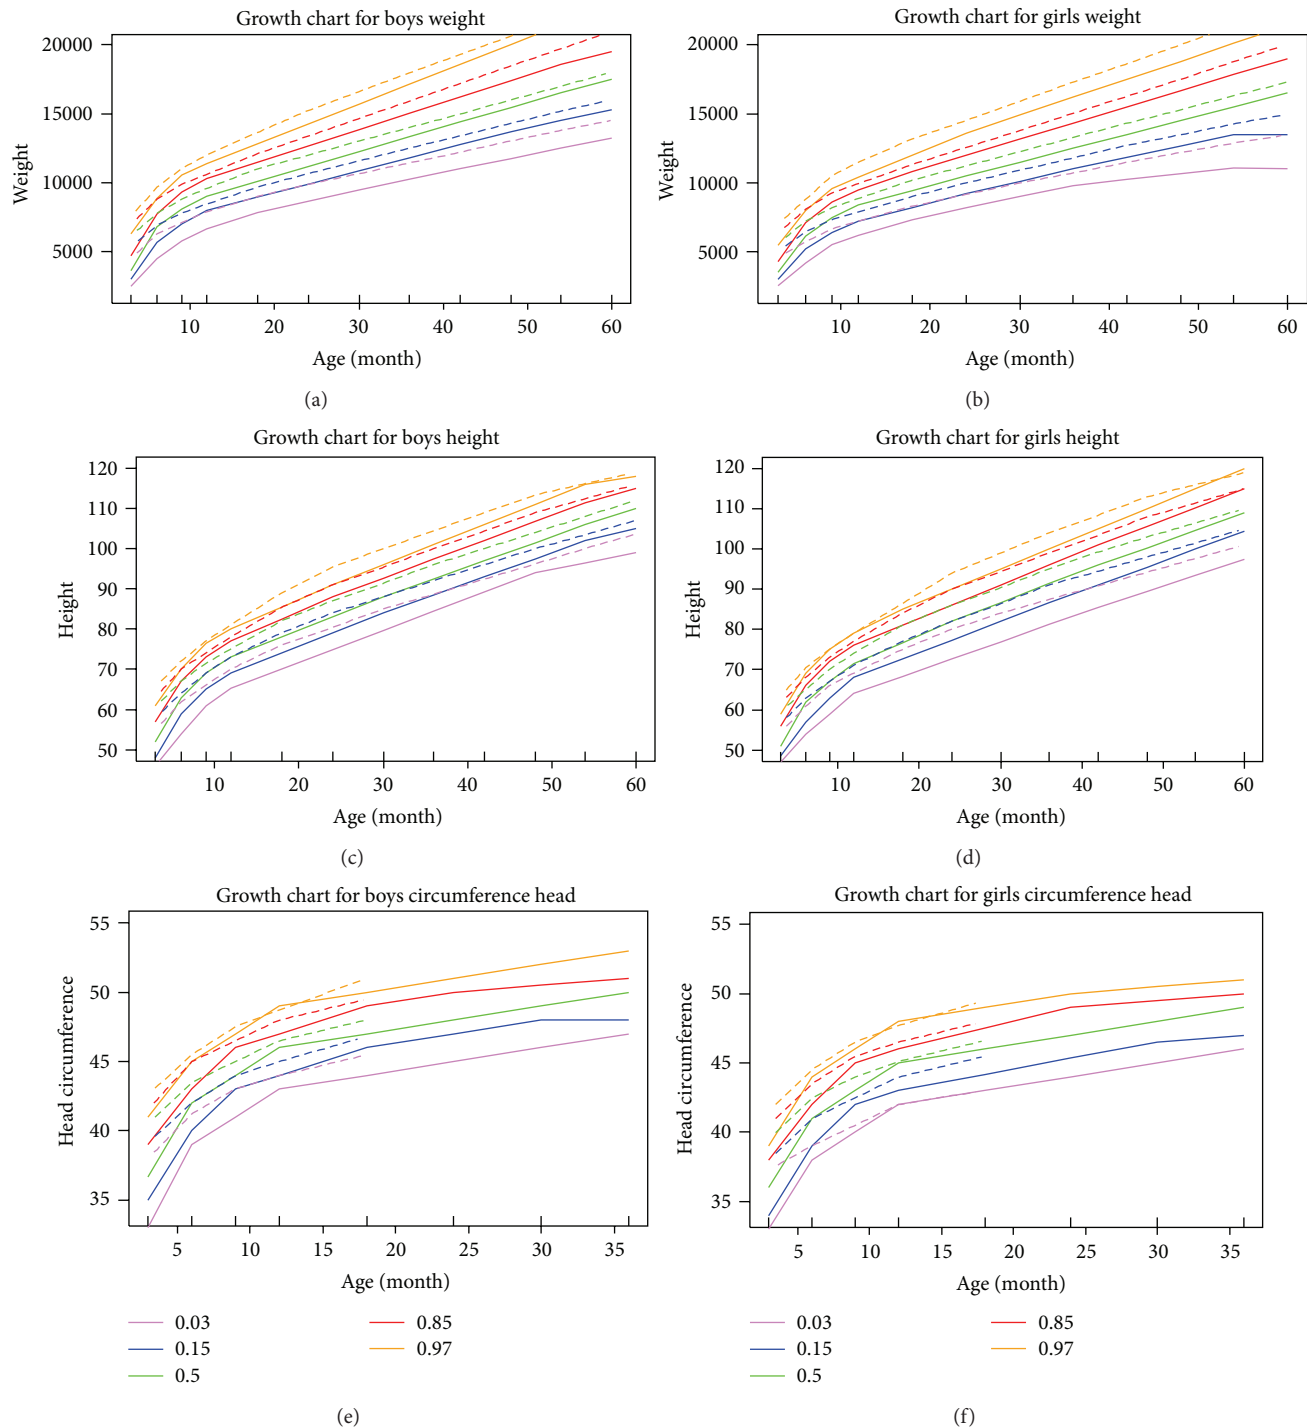 Growth chart for boys weight
Weight
20000
15000
10000
5000
10 20 30 40 50 60
Age (month)
(a)
Growth chart for girls weight
Weight
20000
15000
10000
5000
10 20 30 40 50 60
Age (month)
(b)
Growth chart for boys height
Height
120
110
100
90
80
70
60
50
10 20 30 40 50 60
Age (month)
(c)
Growth chart for girls height
Height
120
110
100
90
80
70
60
50
10 20 30 40 50 60
Age (month)
(d)
Growth chart for boys circumference head
Head circumference
55
50
45
40
35
5 10 15 20 25 30 35
Age (month)
0.03 0.85
0.15 0.97
0.5
(e)
Growth chart for girls circumference head
Head circumference
55
50
45
40
35
5 10 15 20 25 30 35
Age (month)
0.03 0.85
0.15 0.97
0.5
(f)